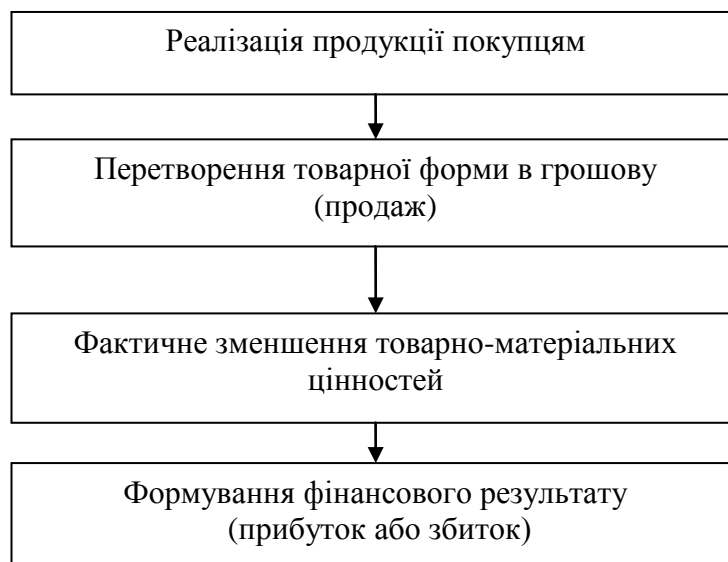 Реалізація продукції покупцям
Перетворення товарної форми в грошову
(продаж)
Фактичне зменшення товарно-матеріальних
цінностей
Формування фінансового результату
(прибуток або збиток)